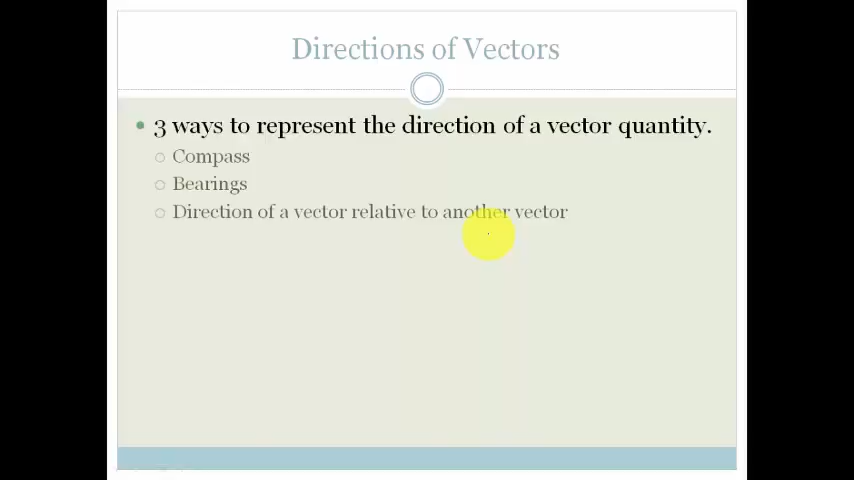 Directions of Vectors
3 ways to represent the direction of a vector quantity.
Compass
Bearings
Direction of a vector relative to another vector